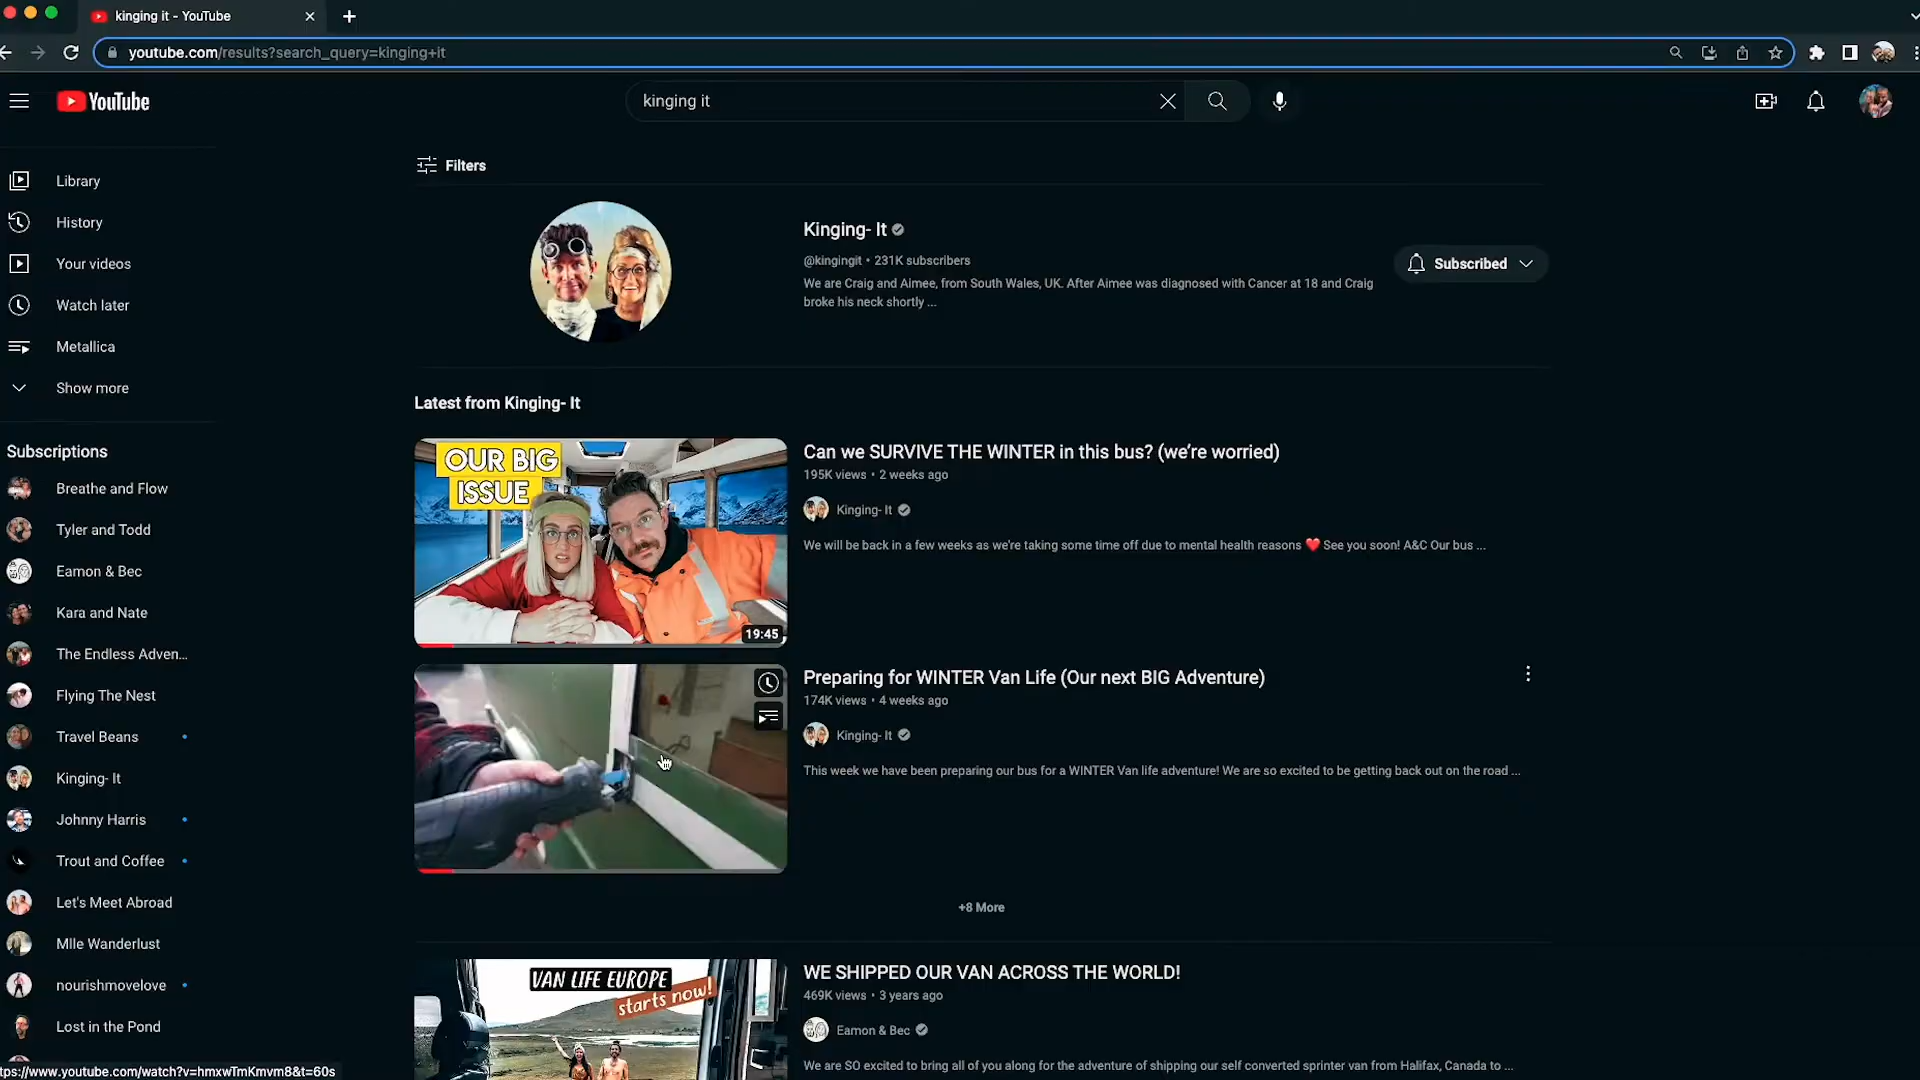 kinging it - YouTube
youtube.com/results?search_query=kinging+it
YouTube
kinging it
Library
History
Your videos
Watch later
Metallica
Show more
Subscriptions
Breathe and Flow
Tyler and Todd
Eamon & Bec
Kara and Nate
The Endless Adven...
Flying The Nest
Travel Beans
Kinging- It
Johnny Harris
Trout and Coffee
Let's Meet Abroad
Mlle Wanderlust
nourishmovelove
Lost in the Pond
Filters
Kinging- It
@kingingit • 231K subscribers
We are Craig and Aimee, from South Wales, UK. After Aimee was diagnosed with Cancer at 18 and Craig
broke his neck shortly ...
Subscribed
Latest from Kinging- It
OUR BIG
ISSUE
19:45
Can we SURVIVE THE WINTER in this bus? (we're worried)
195K views • 2 weeks ago
Kinging- It
We will be back in a few weeks as we're taking some time off due to mental health reasons ❤️ See you soon! A&C Our bus ...
Preparing for WINTER Van Life (Our next BIG Adventure)
174K views • 4 weeks ago
Kinging- It
This week we have been preparing our bus for a WINTER Van life adventure! We are so excited to be getting back out on the road ...
+8 More
VAN LIFE EUROPE
starts now!
WE SHIPPED OUR VAN ACROSS THE WORLD!
469K views • 3 years ago
Eamon & Bec
We are SO excited to bring all of you along for the adventure of shipping our self converted sprinter van from Halifax, Canada to ...
tps://www.youtube.com/watch?v=hmxwTmKmvm8&t=60s